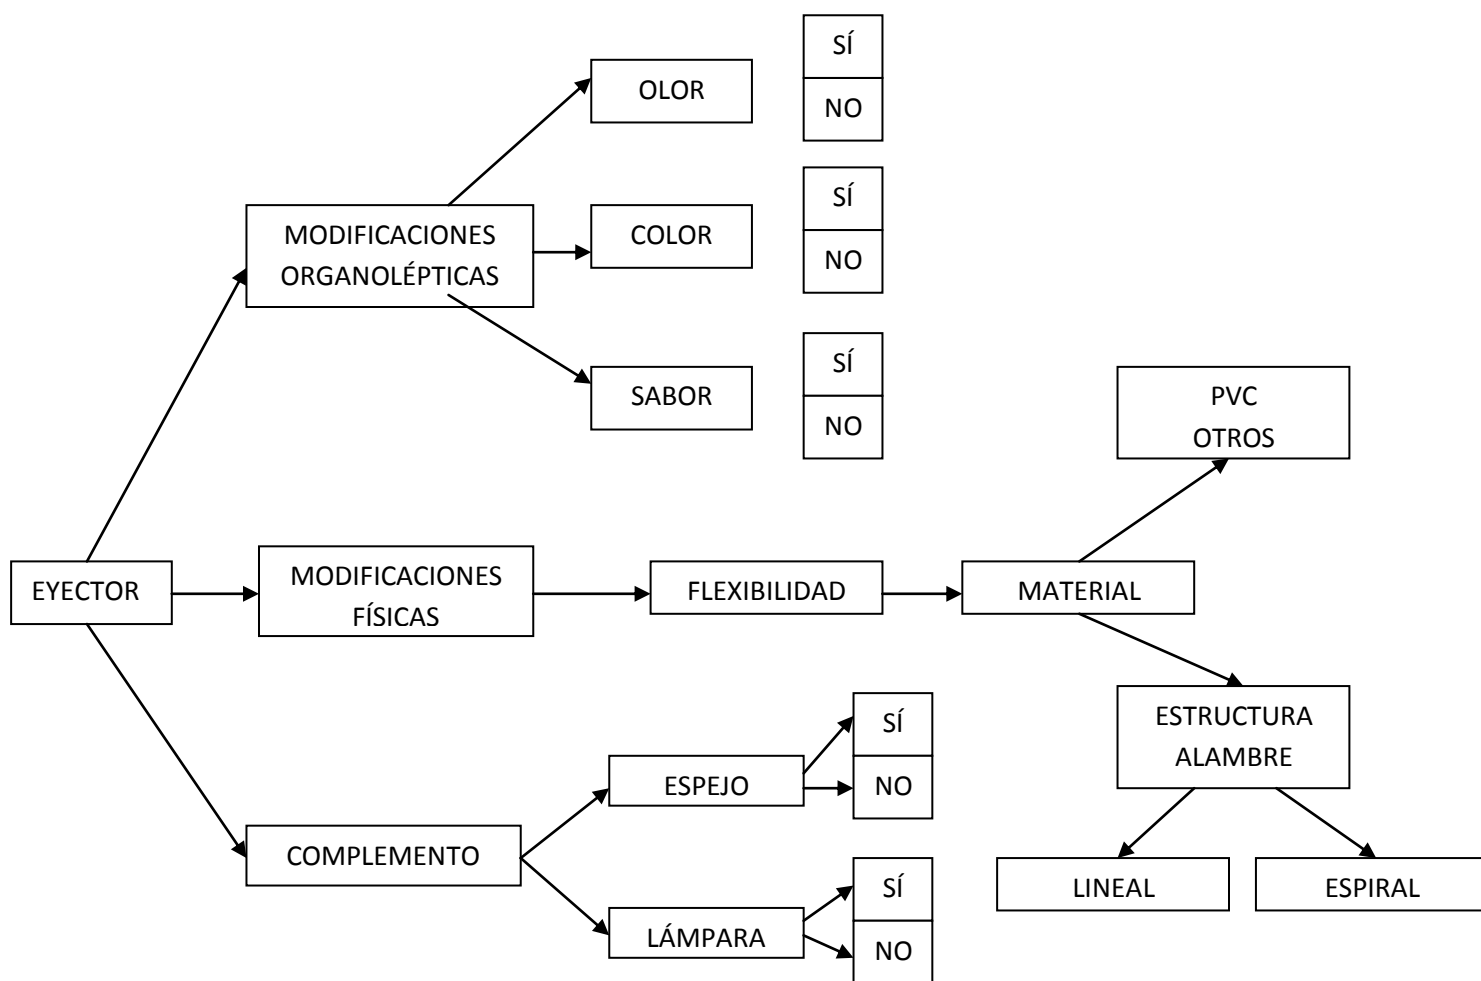 OLOR
SÍ
NO
MODIFICACIONES
ORGANOLÉPTICAS
COLOR
SÍ
NO
SABOR
SÍ
NO
EYECTOR
MODIFICACIONES
FÍSICAS
FLEXIBILIDAD
MATERIAL
PVC
OTROS
ESTRUCTURA
ALAMBRE
LINEAL
ESPIRAL
COMPLEMENTO
ESPEJO
SÍ
NO
LÁMPARA
SÍ
NO